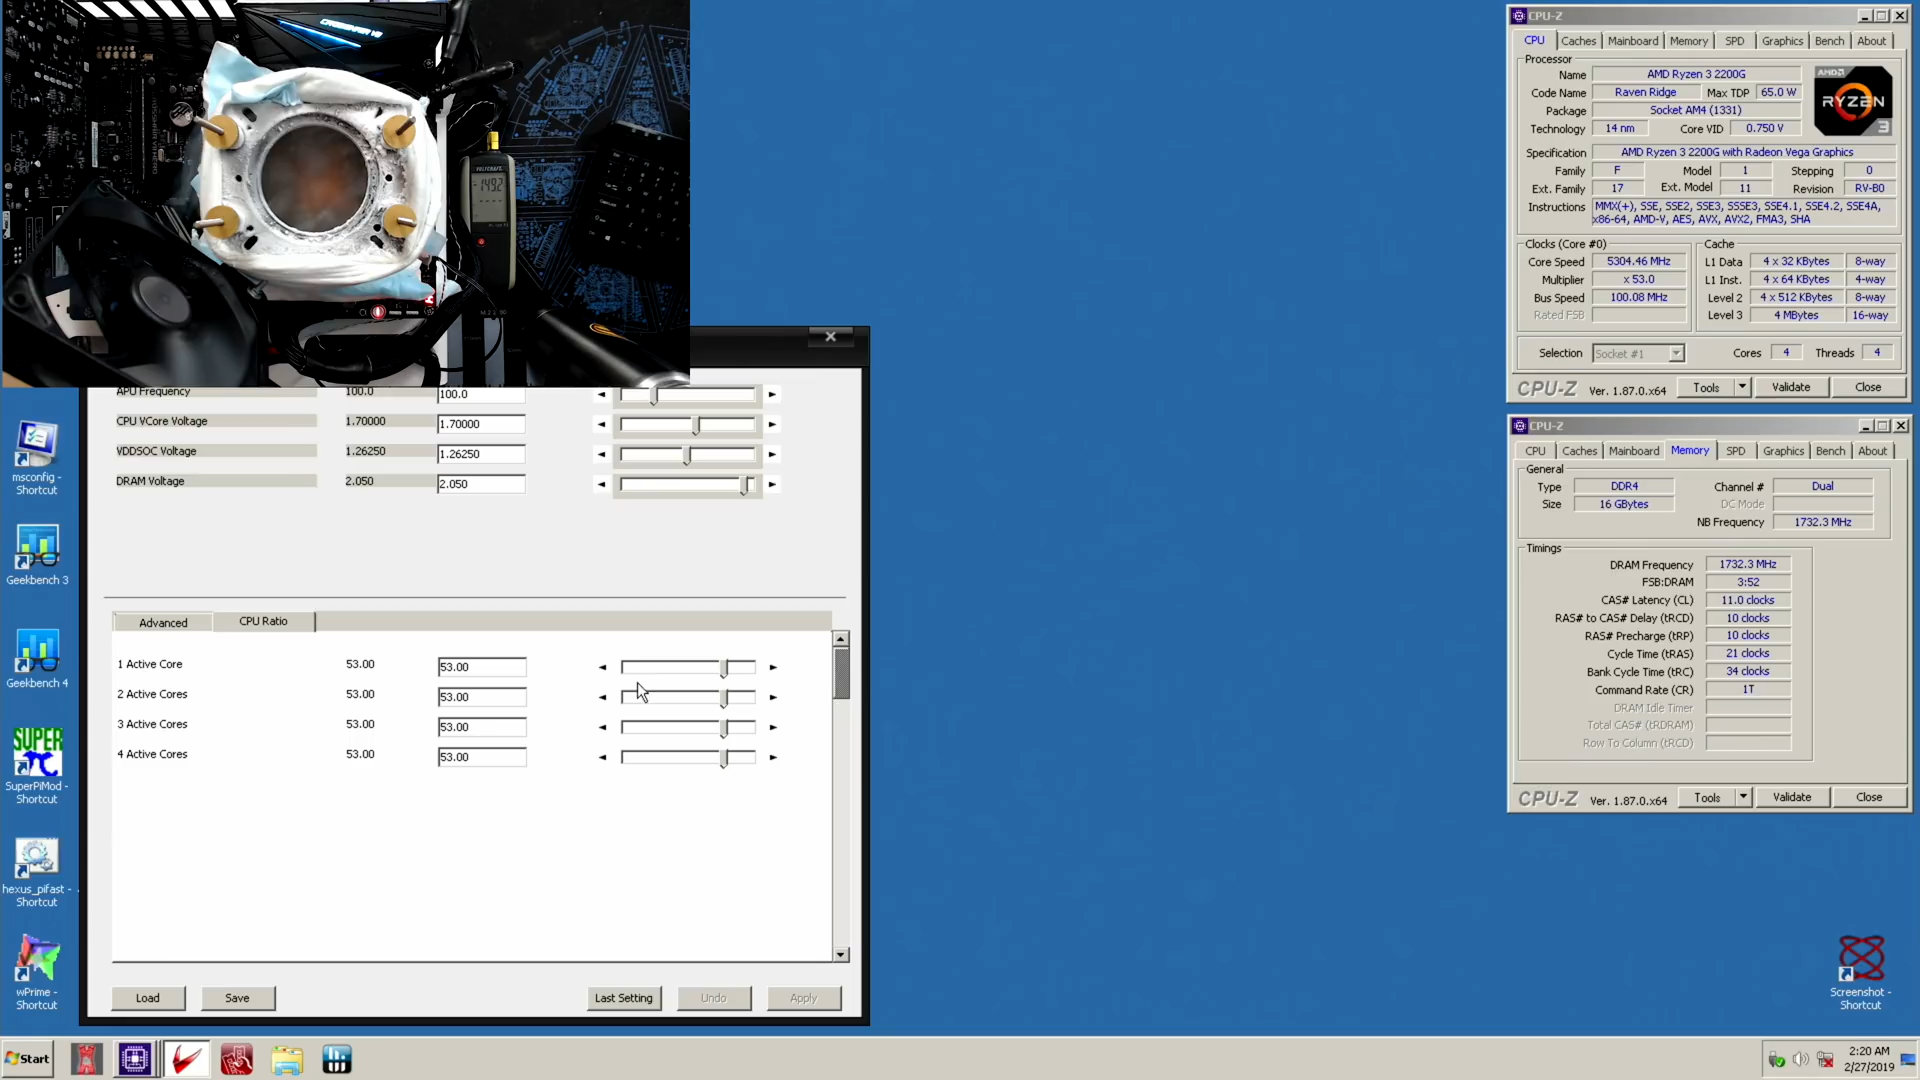 CROSSHAIR VII
VOLTCRAFT
-149.2
APU Frequency 100.0 100.0
CPU VCore Voltage 1.70000 1.70000
VDDSOC Voltage 1.26250 1.26250
DRAM Voltage 2.050 2.050
Advanced CPU Ratio
1 Active Core 53.00 53.00
2 Active Cores 53.00 53.00
3 Active Cores 53.00 53.00
4 Active Cores 53.00 53.00
Load Save Last Setting Undo Apply
msconfig -
Shortcut
Geekbench 3
Geekbench 4
SUPER
SuperPiMod -
Shortcut
hexus_pifast -
Shortcut
wPrime -
Shortcut
CPU-Z
CPU Caches Mainboard Memory SPD Graphics Bench About
Processor
Name AMD Ryzen 3 2200G
Code Name Raven Ridge Max TDP 65.0 W
Package Socket AM4 (1331)
Technology 14 nm Core VID 0.750 V
AMD
RYZEN
3
Specification AMD Ryzen 3 2200G with Radeon Vega Graphics
Family F Model 1 Stepping 0
Ext. Family 17 Ext. Model 11 Revision RV-B0
Instructions MMX(+), SSE, SSE2, SSE3, SSSE3, SSE4.1, SSE4.2, SSE4A,
x86-64, AMD-V, AES, AVX, AVX2, FMA3, SHA
Clocks (Core #0)
Core Speed 5304.46 MHz
Multiplier x 53.0
Bus Speed 100.08 MHz
Rated FSB
Cache
L1 Data 4 x 32 KBytes 8-way
L1 Inst. 4 x 64 KBytes 4-way
Level 2 4 x 512 KBytes 8-way
Level 3 4 MBytes 16-way
Selection Socket #1 Cores 4 Threads 4
CPU-Z Ver. 1.87.0.x64 Tools Validate Close
CPU-Z
CPU Caches Mainboard Memory SPD Graphics Bench About
General
Type DDR4 Channel # Dual
Size 16 GBytes DC Mode
NB Frequency 1732.3 MHz
Timings
DRAM Frequency 1732.3 MHz
FSB:DRAM 3:52
CAS# Latency (CL) 11.0 clocks
RAS# to CAS# Delay (tRCD) 10 clocks
RAS# Precharge (tRP) 10 clocks
Cycle Time (tRAS) 21 clocks
Bank Cycle Time (tRC) 34 clocks
Command Rate (CR) 1T
DRAM Idle Timer
Total CAS# (tRDRAM)
Row To Column (tRCD)
CPU-Z Ver. 1.87.0.x64 Tools Validate Close
Screenshot -
Shortcut
Start
2:20 AM
2/27/2019